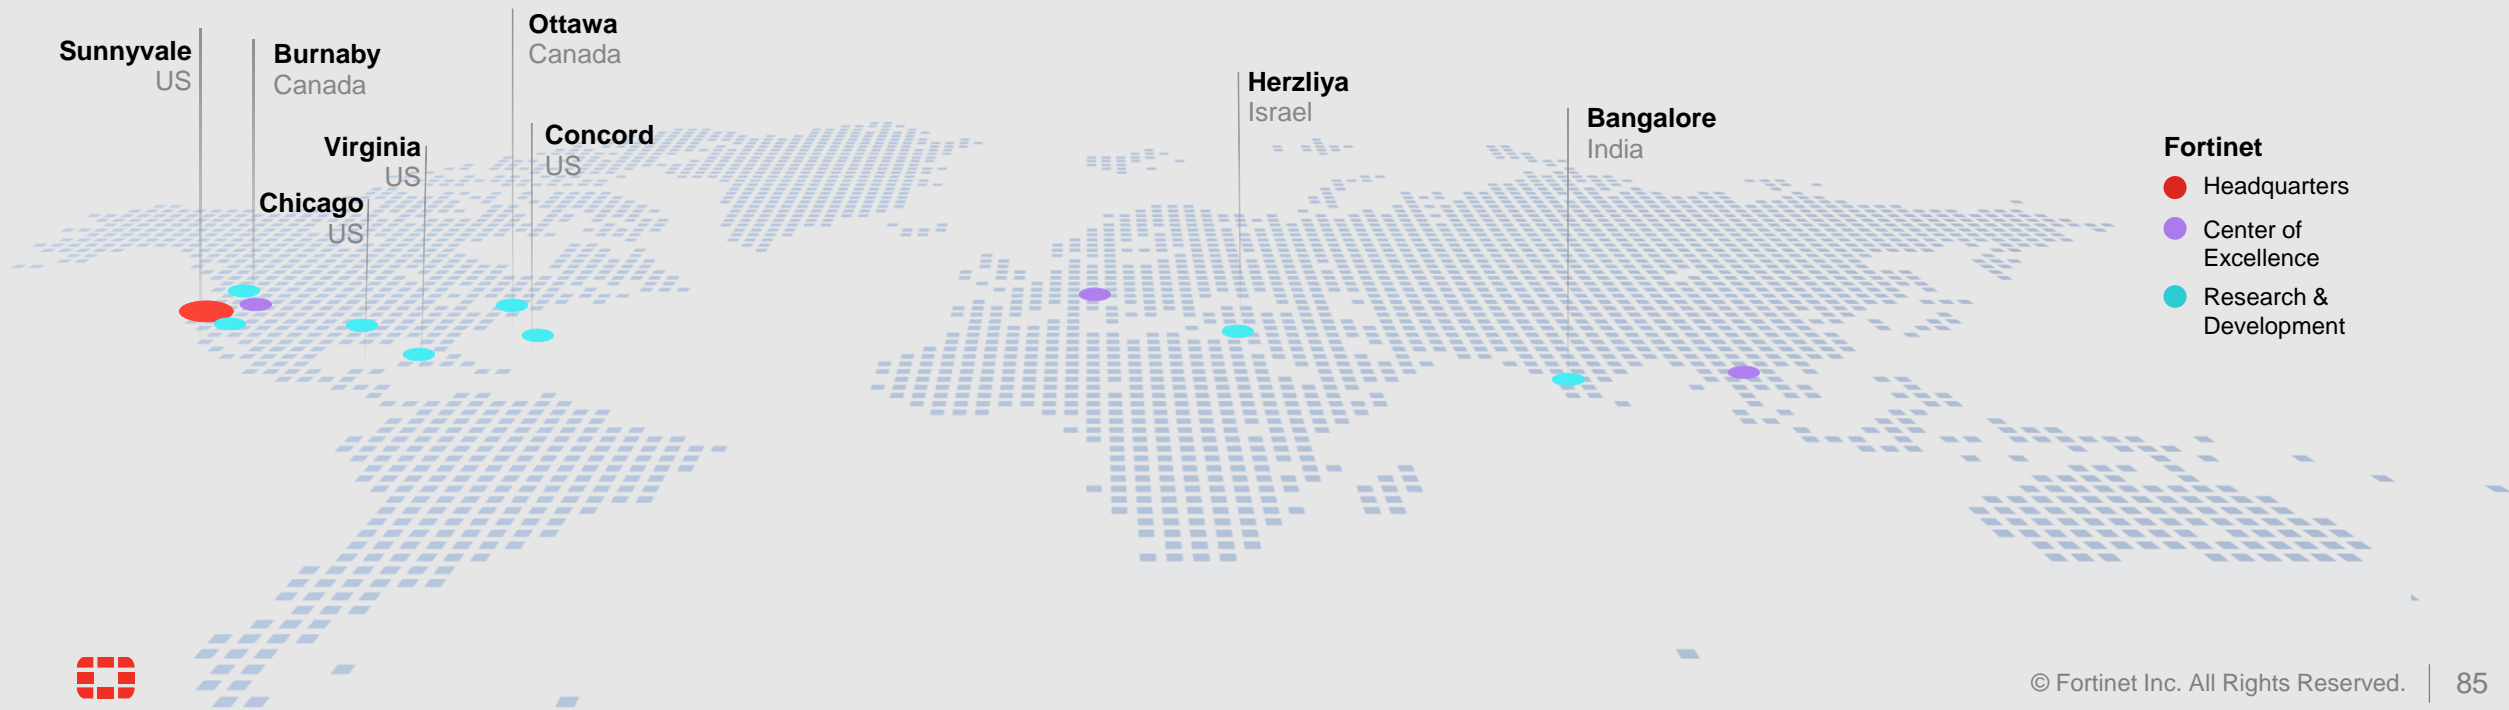 Sunnyvale
US
Burnaby
Canada
Ottawa
Canada
Virginia
US
Concord
US
Chicago
US
Herzliya
Israel
Bangalore
India
Fortinet
Headquarters
Center of
Excellence
Research &
Development
© Fortinet Inc. All Rights Reserved.
85